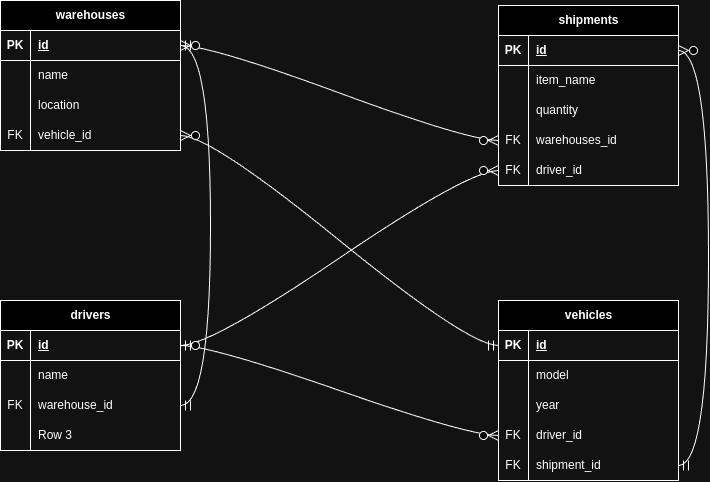 warehouses
PK id
name
location
FK vehicle_id
shipments
PK id
item_name
quantity
FK warehouses_id
FK driver_id
drivers
PK id
name
FK warehouse_id
Row 3
vehicles
PK id
model
year
FK driver_id
FK shipment_id